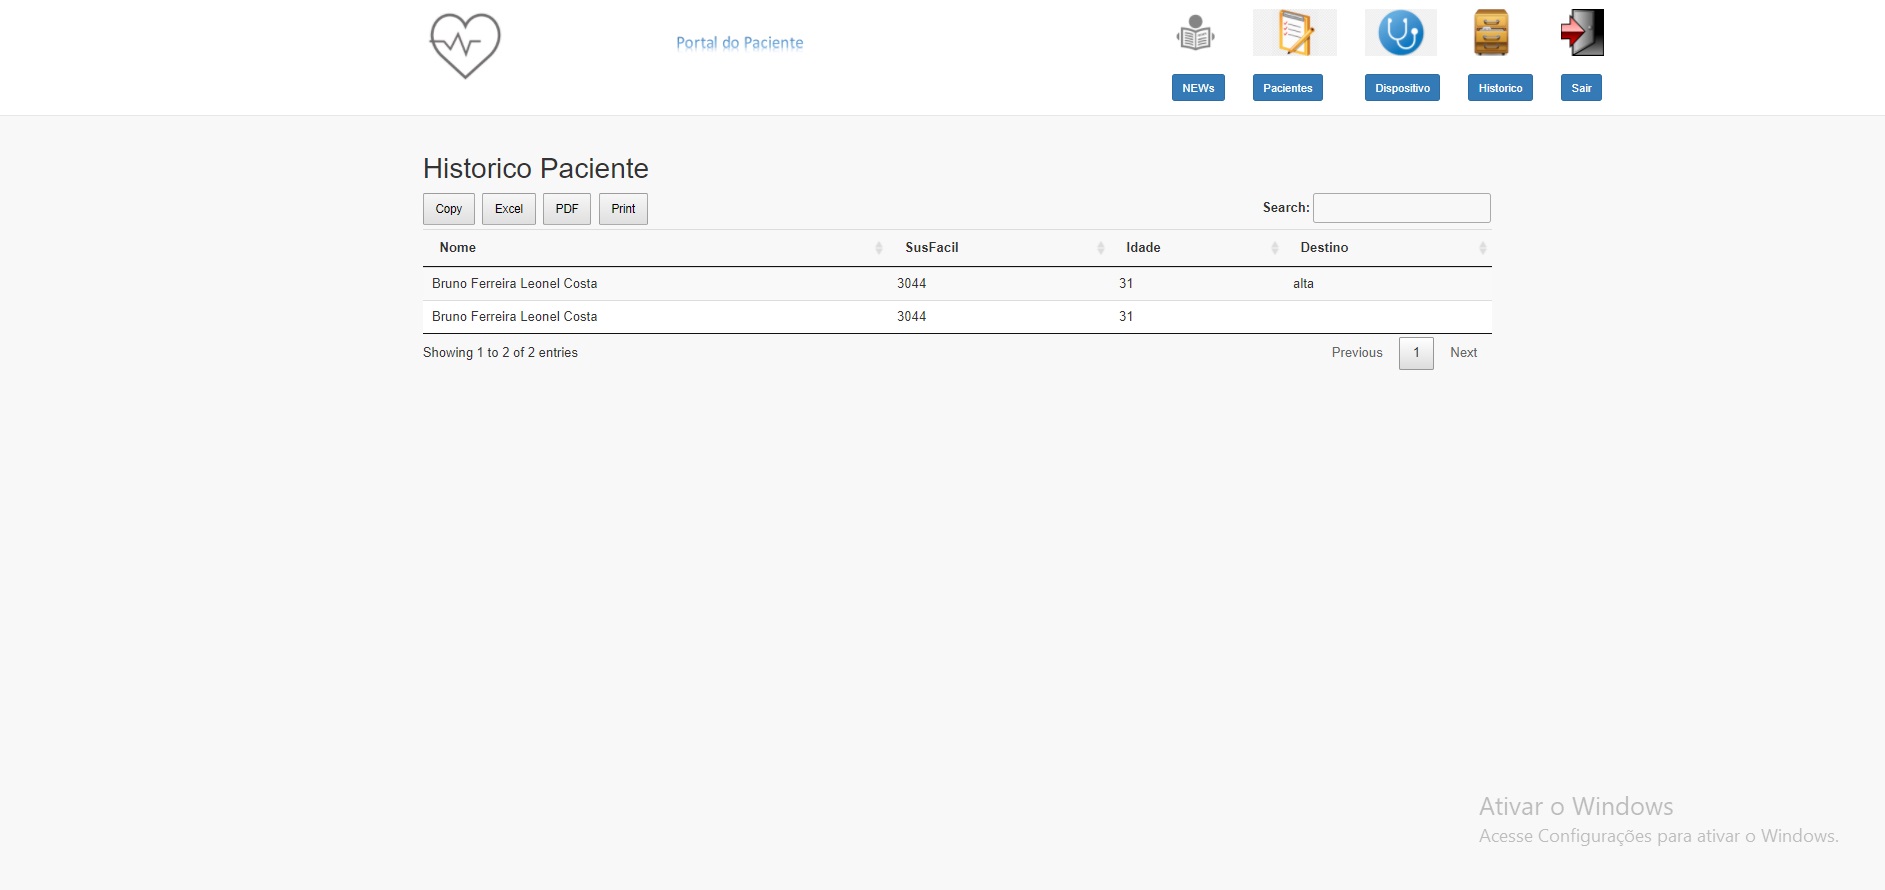 Portal do Paciente
NEWs Pacientes Dispositivo Historico Sair
Historico Paciente
Copy Excel PDF Print Search:
Nome SusFacil Idade Destino
Bruno Ferreira Leonel Costa 3044 31 alta
Bruno Ferreira Leonel Costa 3044 31
Showing 1 to 2 of 2 entries Previous 1 Next
Ativar o Windows
Acesse Configurações para ativar o Windows.